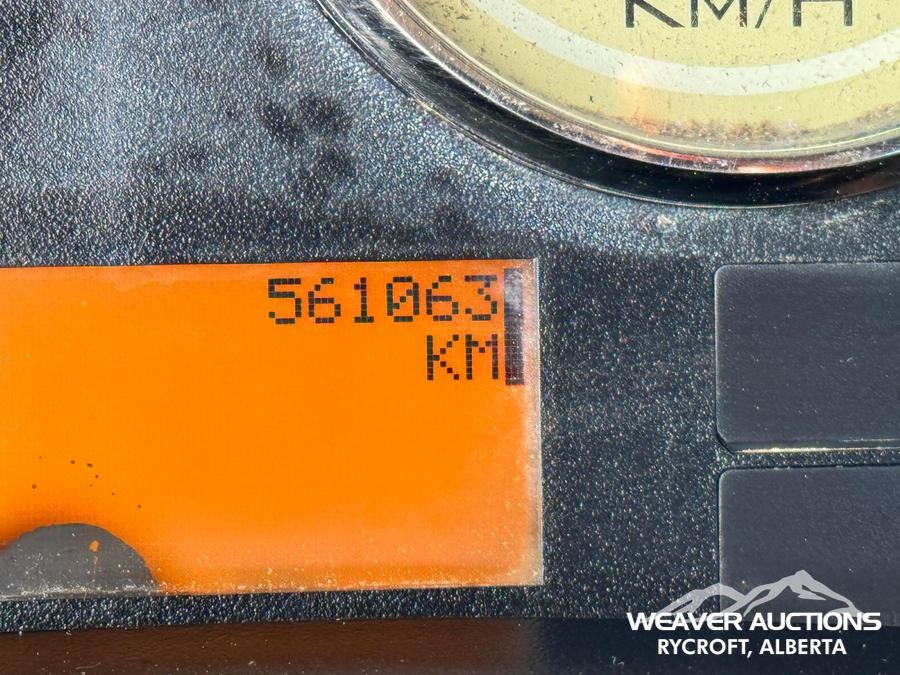 KM/H
561063
KM
WEAVER AUCTIONS
RYCROFT, ALBERTA